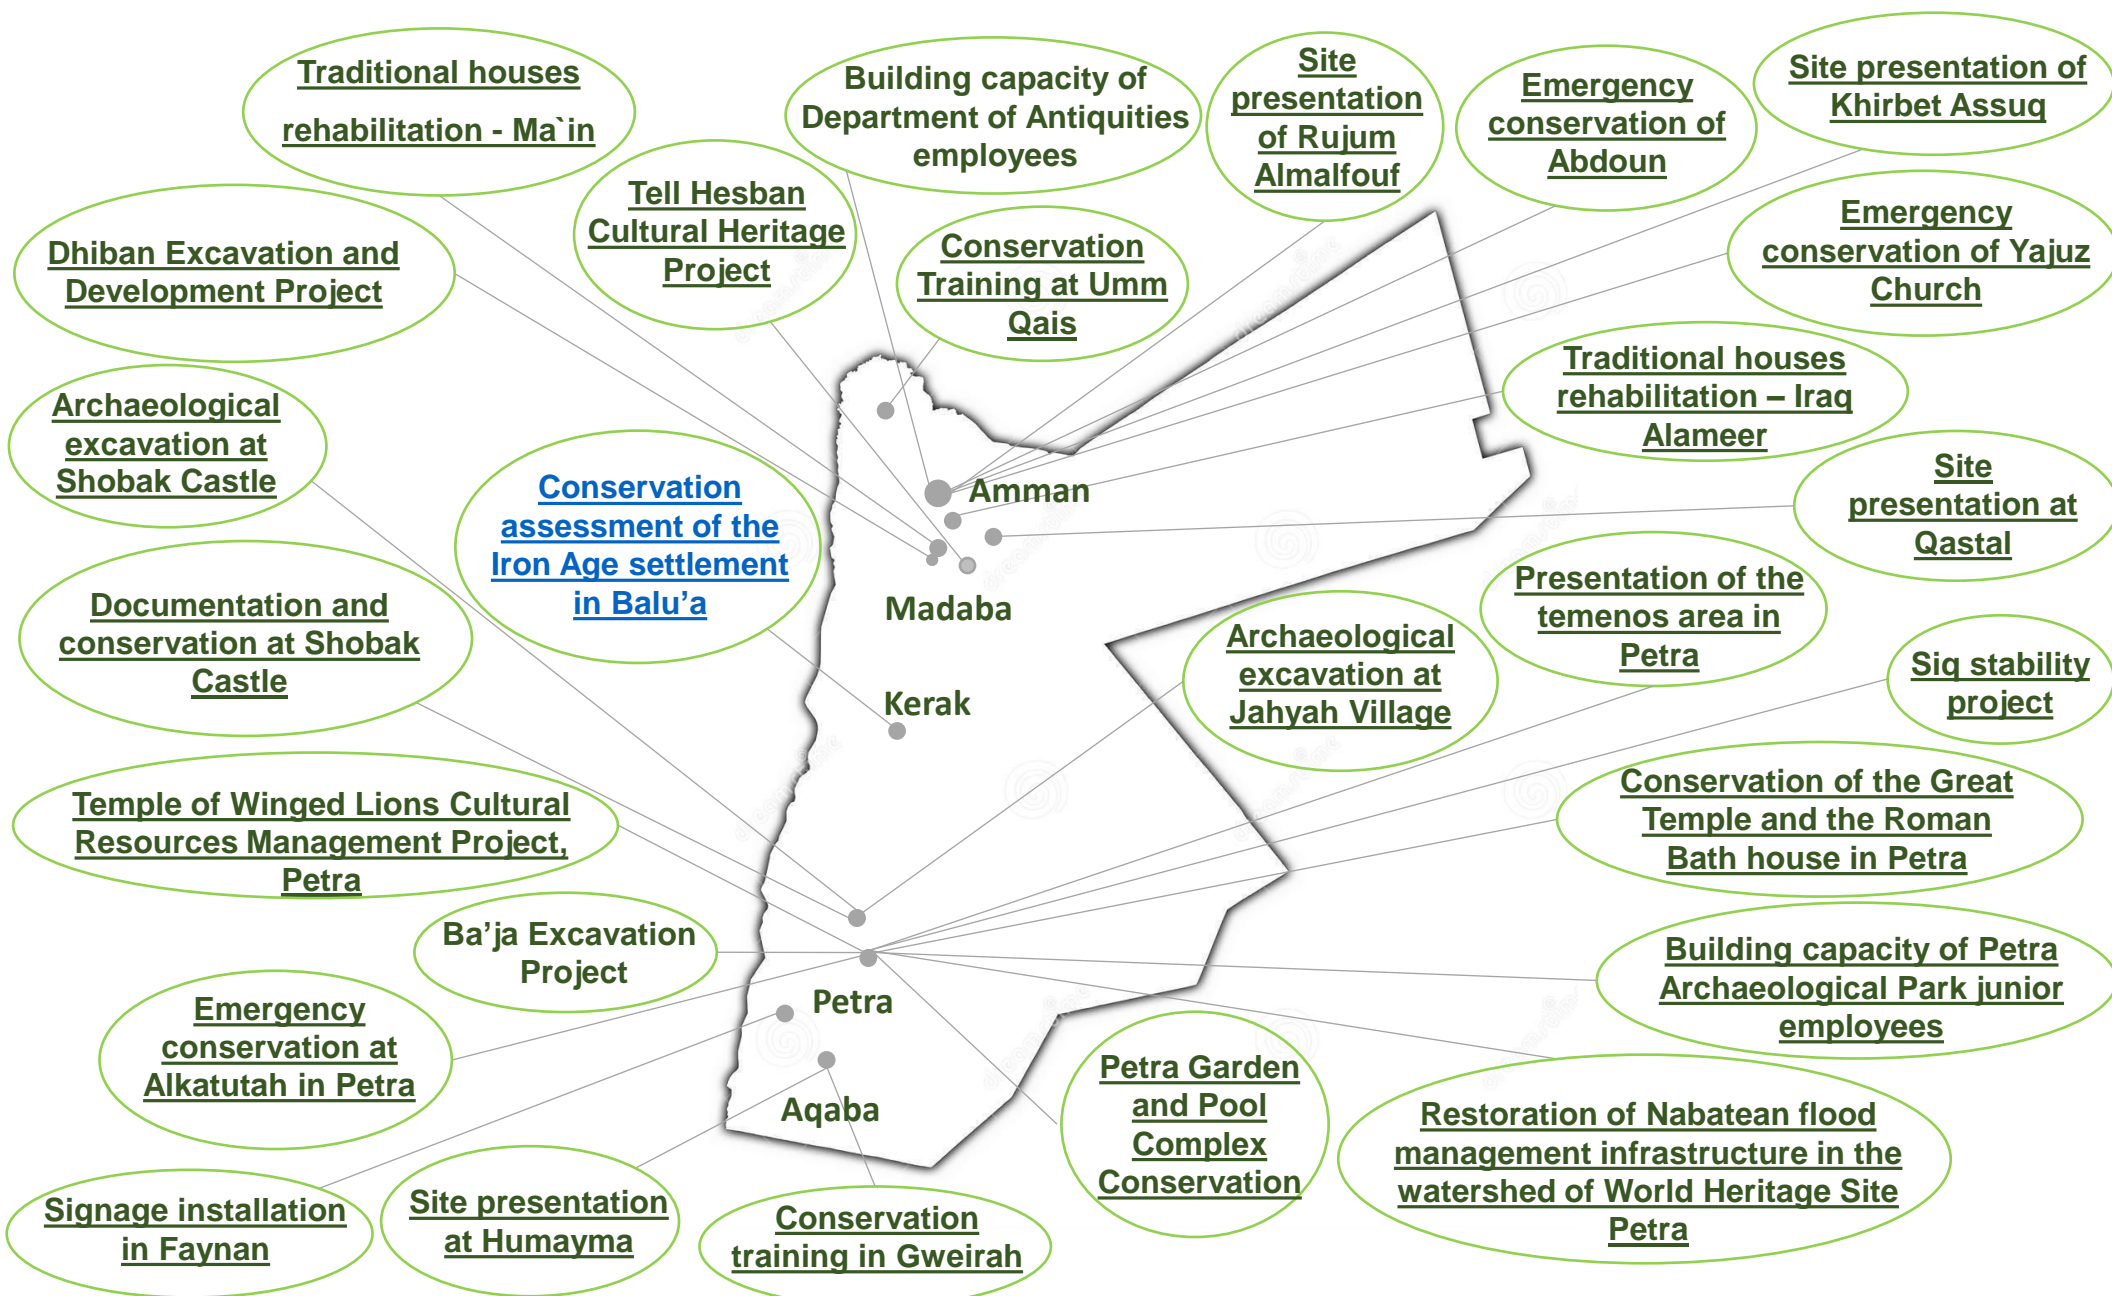 Traditional houses
rehabilitation - Ma`in
Building capacity of
Department of Antiquities
employees
Site
presentation
of Rujum
Almalfouf
Emergency
conservation of
Abdoun
Site presentation of
Khirbet Assuq
Dhiban Excavation and
Development Project
Tell Hesban
Cultural Heritage
Project
Conservation
Training at Umm
Qais
Emergency
conservation of Yajuz
Church
Archaeological
excavation at
Shobak Castle
Traditional houses
rehabilitation – Iraq
Alameer
Conservation
assessment of the
Iron Age settlement
in Balu’a
Amman
Site
presentation at
Qastal
Documentation and
conservation at Shobak
Castle
Madaba
Presentation of the
temenos area in
Petra
Archaeological
excavation at
Jahyah Village
Siq stability
project
Kerak
Temple of Winged Lions Cultural
Resources Management Project,
Petra
Conservation of the Great
Temple and the Roman
Bath house in Petra
Ba’ja Excavation
Project
Building capacity of Petra
Archaeological Park junior
employees
Emergency
conservation at
Alkatutah in Petra
Petra
Aqaba
Petra Garden
and Pool
Complex
Conservation
Restoration of Nabatean flood
management infrastructure in the
watershed of World Heritage Site
Petra
Signage installation
in Faynan
Site presentation
at Humayma
Conservation
training in Gweirah